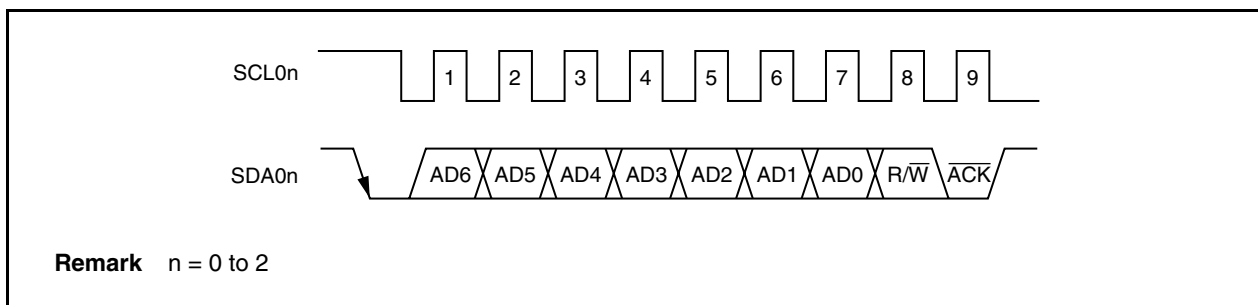 SCL0n 1 2 3 4 5 6 7 8 9
SDA0n AD6 AD5 AD4 AD3 AD2 AD1 AD0 R/W̅ A̅C̅K̅
Remark n = 0 to 2